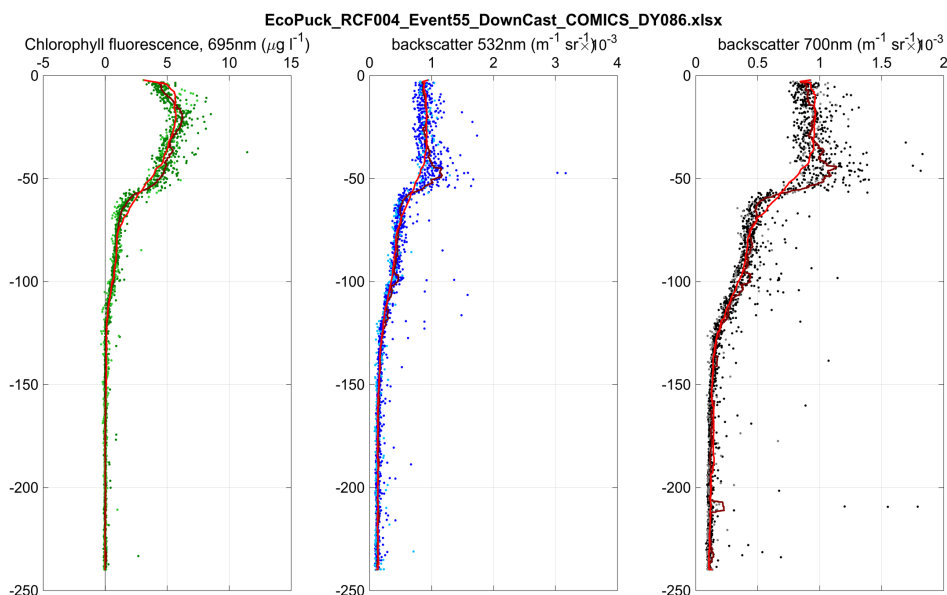 EcoPuck_RCF004_Event55_DownCast_COMICS_DY086.xlsx
Chlorophyll fluorescence, 695nm (μg l⁻¹)
-5 0 5 10 15
0
-50
-100
-150
-200
-250
backscatter 532nm (m⁻¹ sr⁻¹) ×10⁻³
0 1 2 3 4
0
-50
-100
-150
-200
-250
backscatter 700nm (m⁻¹ sr⁻¹) ×10⁻³
0 0.5 1 1.5 2
0
-50
-100
-150
-200
-250